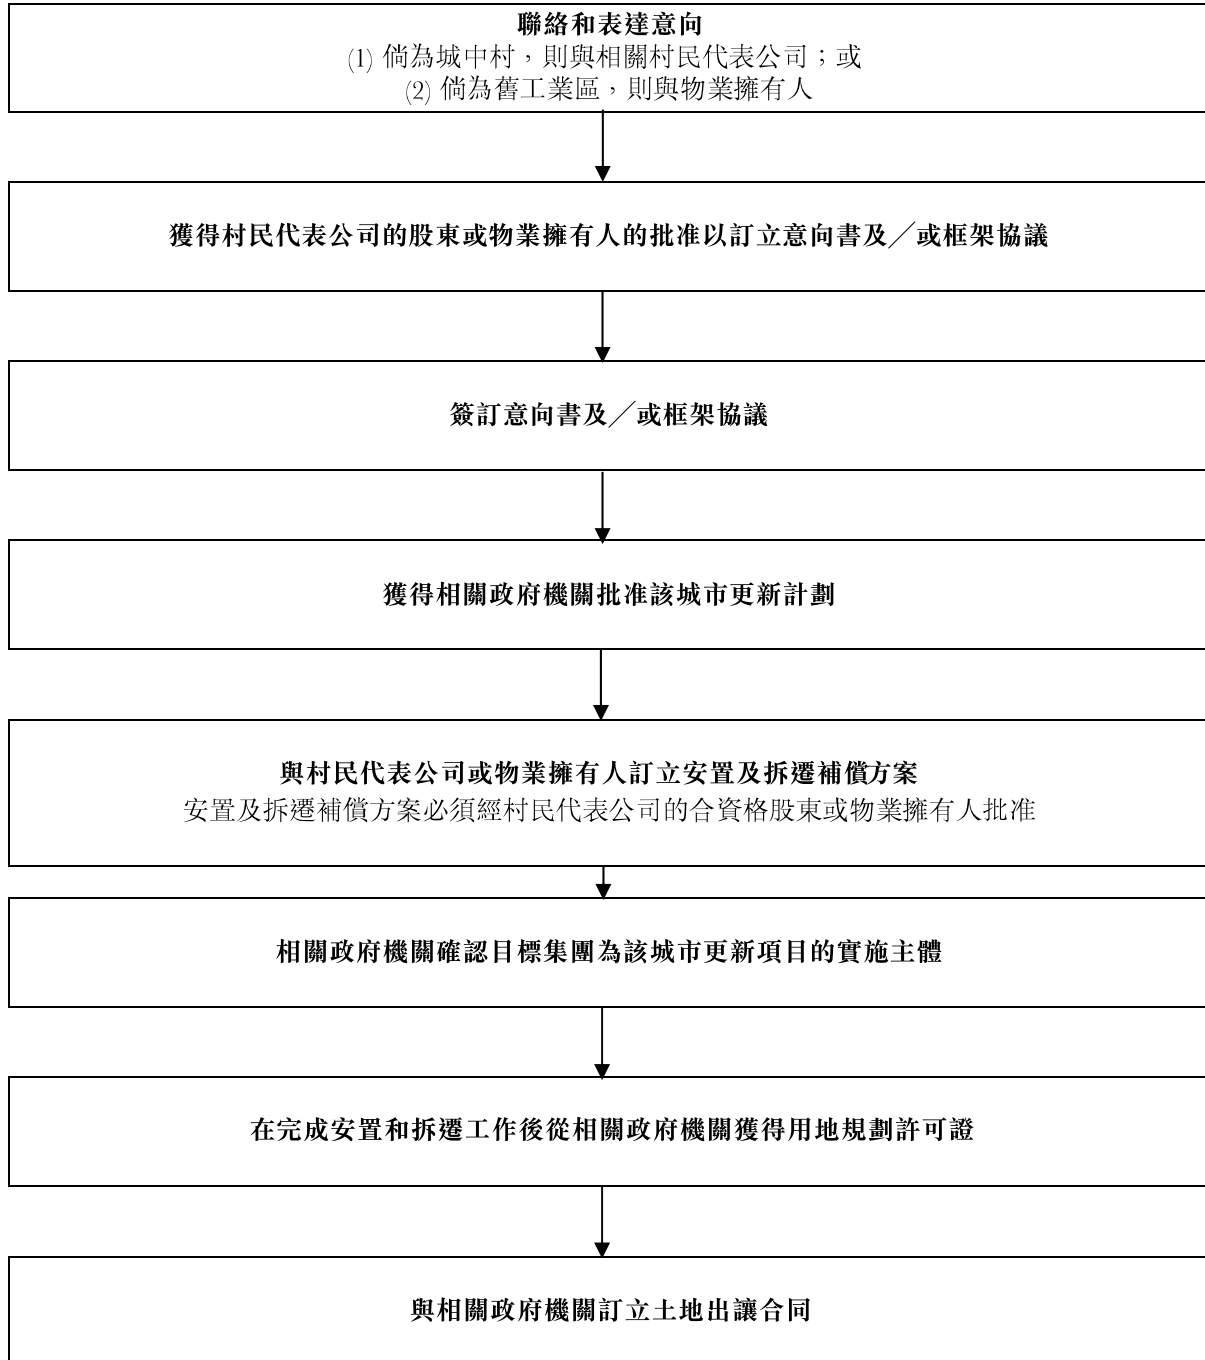 聯絡和表達意向
(1) 倘為城中村，則與相關村民代表公司；或
(2) 倘為舊工業區，則與物業擁有人
獲得村民代表公司的股東或物業擁有人的批准以訂立意向書及╱或框架協議
簽訂意向書及╱或框架協議
獲得相關政府機關批准該城市更新計劃
與村民代表公司或物業擁有人訂立安置及拆遷補償方案
安置及拆遷補償方案必須經村民代表公司的合資格股東或物業擁有人批准
相關政府機關確認目標集團為該城市更新項目的實施主體
在完成安置和拆遷工作後從相關政府機關獲得用地規劃許可證
與相關政府機關訂立土地出讓合同